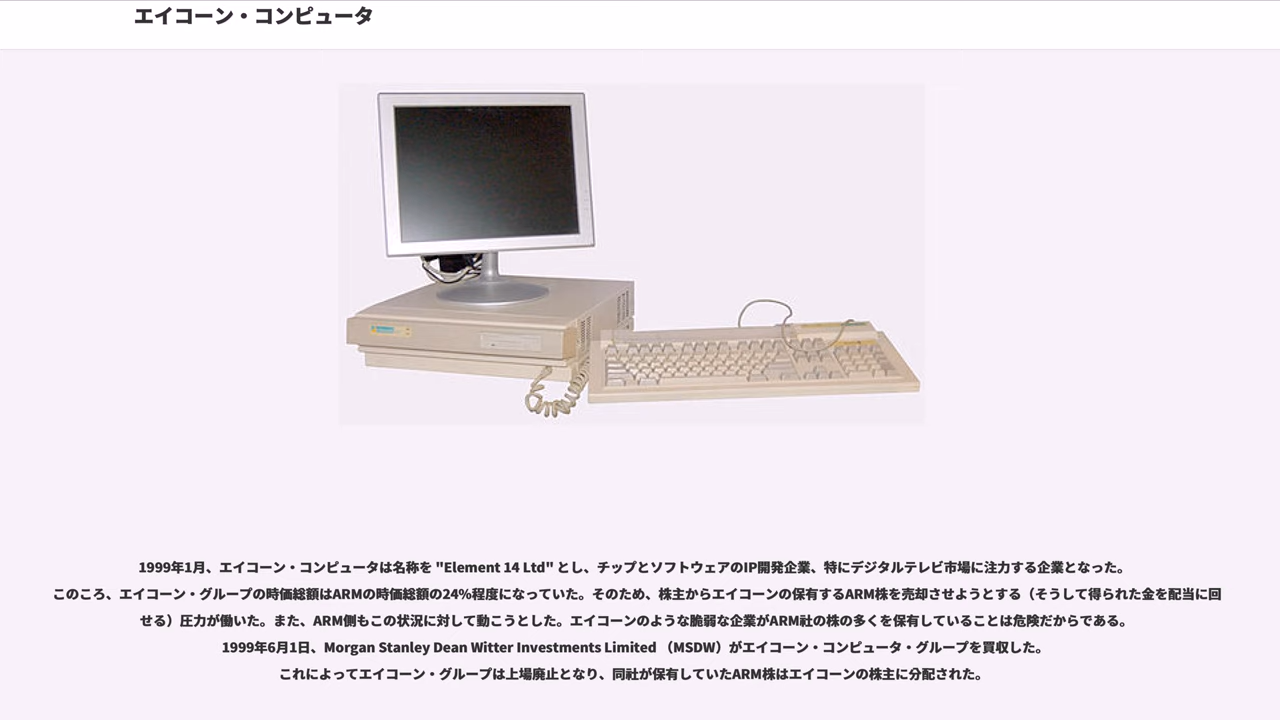 エイコーン・コンピュータ
1999年1月、エイコーン・コンピュータは名称を "Element 14 Ltd" とし、チップとソフトウェアのIP開発企業、特にデジタルテレビ市場に注力する企業となった。
このころ、エイコーン・グループの時価総額はARMの時価総額の24%程度になっていた。そのため、株主からエイコーンの保有するARM株を売却させようとする（そうして得られた金を配当に回
せる）圧力が働いた。また、ARM側もこの状況に対して動こうとした。エイコーンのような脆弱な企業がARM社の株の多くを保有していることは危険だからである。
1999年6月1日、Morgan Stanley Dean Witter Investments Limited （MSDW）がエイコーン・コンピュータ・グループを買収した。
これによってエイコーン・グループは上場廃止となり、同社が保有していたARM株はエイコーンの株主に分配された。